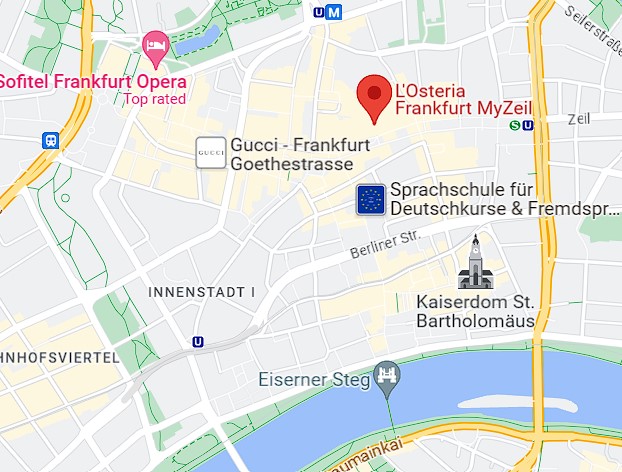 U M
Seilerstraße
Sofitel Frankfurt Opera
Top rated
L'Osteria
Frankfurt MyZeil
S U
Zeil
GUCCI
Gucci - Frankfurt
Goethestrasse
Sprachschule für
Deutschkurse & Fremdspr...
Berliner Str.
INNENSTADT I
Kaiserdom St.
Bartholomäus
U
HNHOFSVIERTEL
Eiserner Steg
umainkai